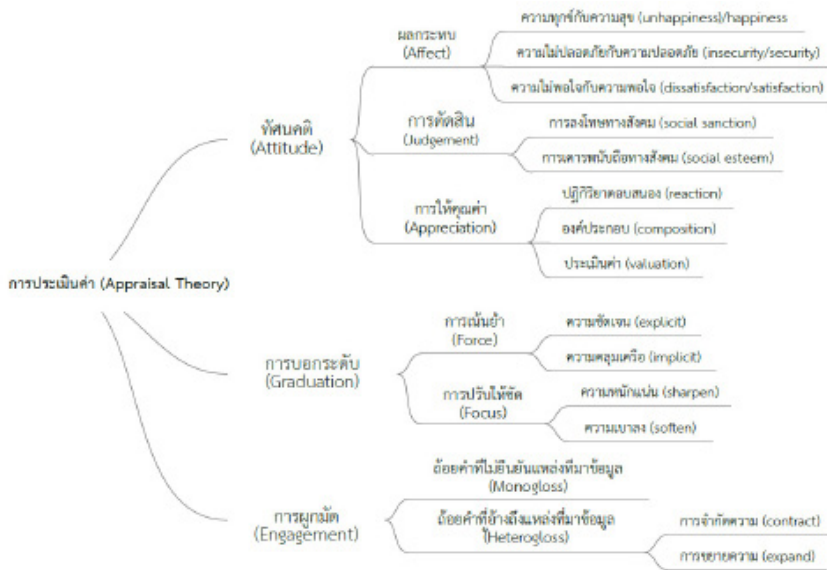 การประเมินค่า (Appraisal Theory)
ทัศนคติ
(Attitude)
ผลกระทบ
(Affect)
ความทุกข์กับความสุข (unhappiness)/happiness
ความไม่ปลอดภัยกับความปลอดภัย (insecurity/security)
ความไม่พอใจกับความพอใจ (dissatisfaction/satisfaction)
การตัดสิน
(Judgement)
การลงโทษทางสังคม (social sanction)
การเคารพนับถือทางสังคม (social esteem)
การให้คุณค่า
(Appreciation)
ปฏิกิริยาตอบสนอง (reaction)
องค์ประกอบ (composition)
ประเมินค่า (valuation)
การบอกระดับ
(Graduation)
การเน้นย้ำ
(Force)
ความชัดเจน (explicit)
ความคลุมเครือ (implicit)
การปรับให้ชัด
(Focus)
ความหนักแน่น (sharpen)
ความเบาลง (soften)
การผูกมัด
(Engagement)
ถ้อยคำที่ไม่ยืนยันแหล่งที่มาข้อมูล
(Monogloss)
ถ้อยคำที่อ้างถึงแหล่งที่มาข้อมูล
(Heterogloss)
การจำกัดความ (contract)
การขยายความ (expand)